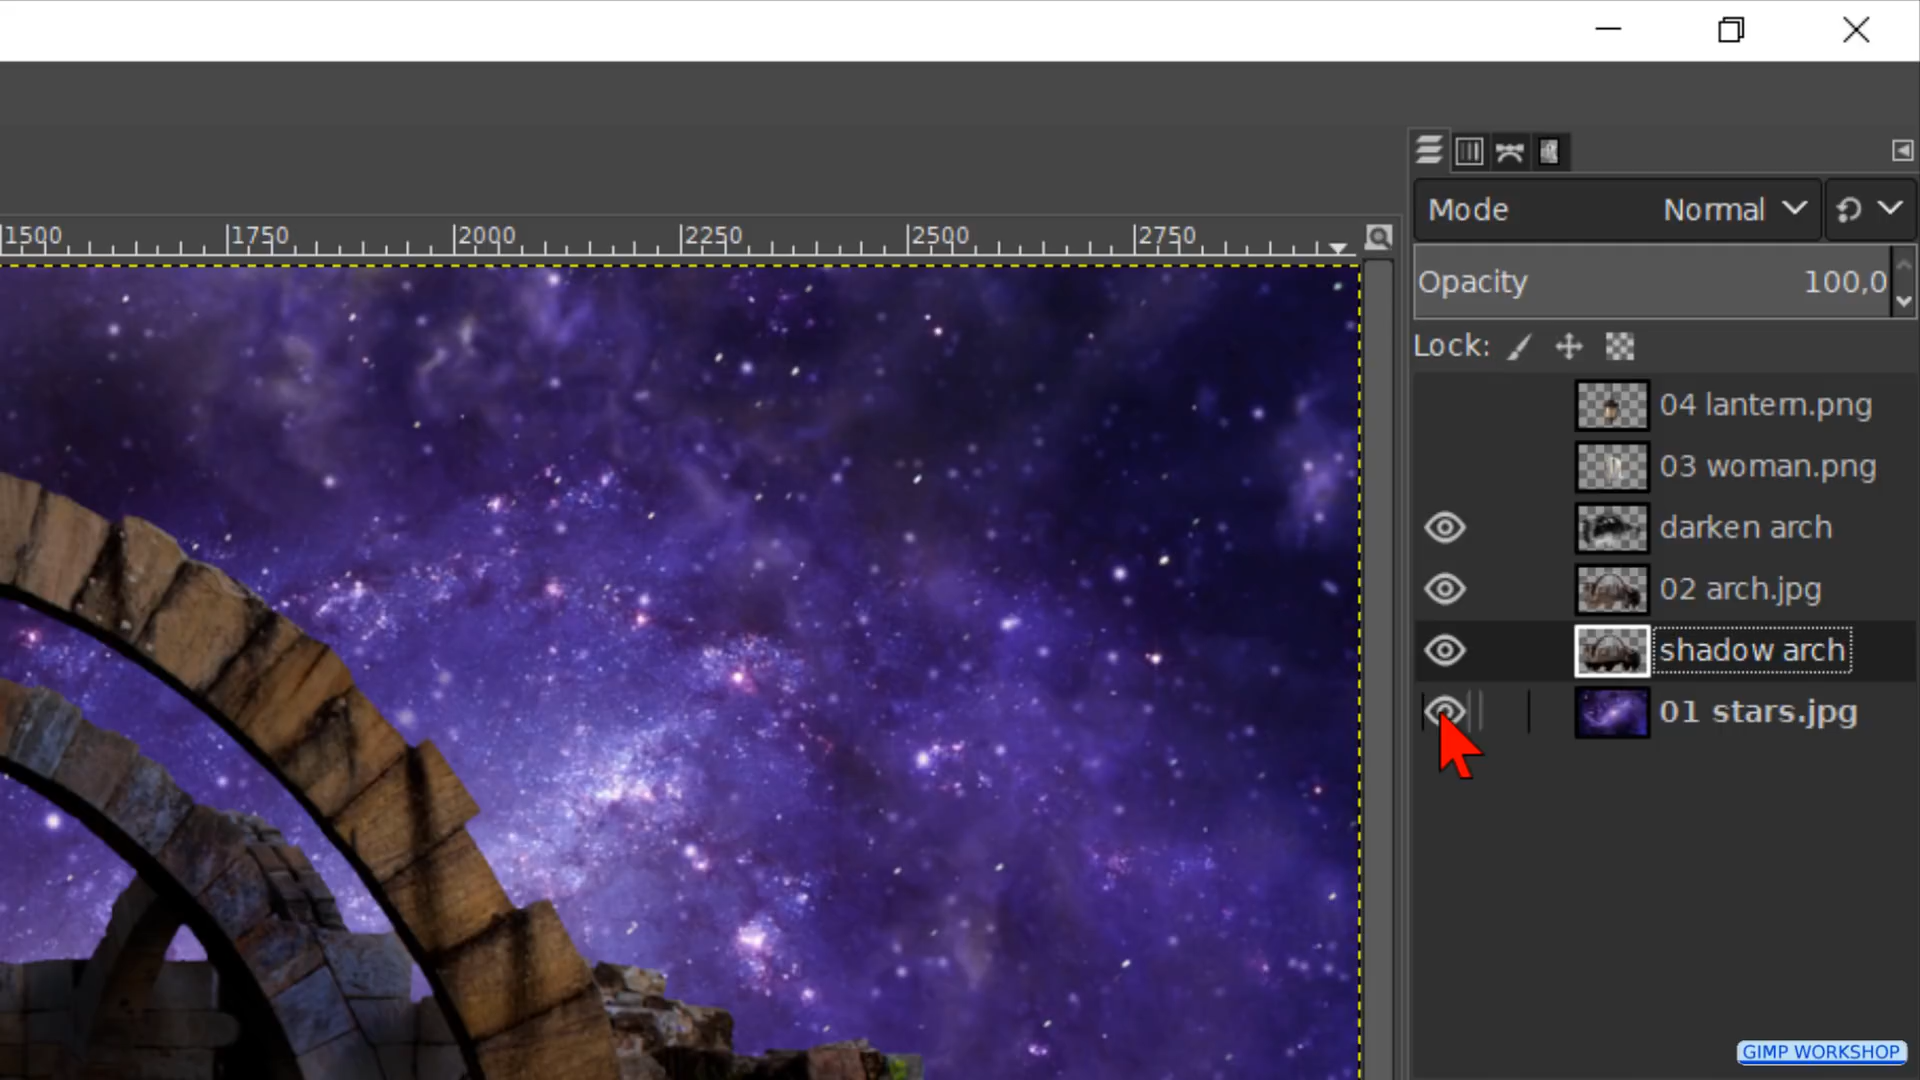 1500 1750 2000 2250 2500 2750
Mode Normal
Opacity 100,0
Lock:
04 lantern.png
03 woman.png
darken arch
02 arch.jpg
shadow arch
01 stars.jpg
GIMP WORKSHOP